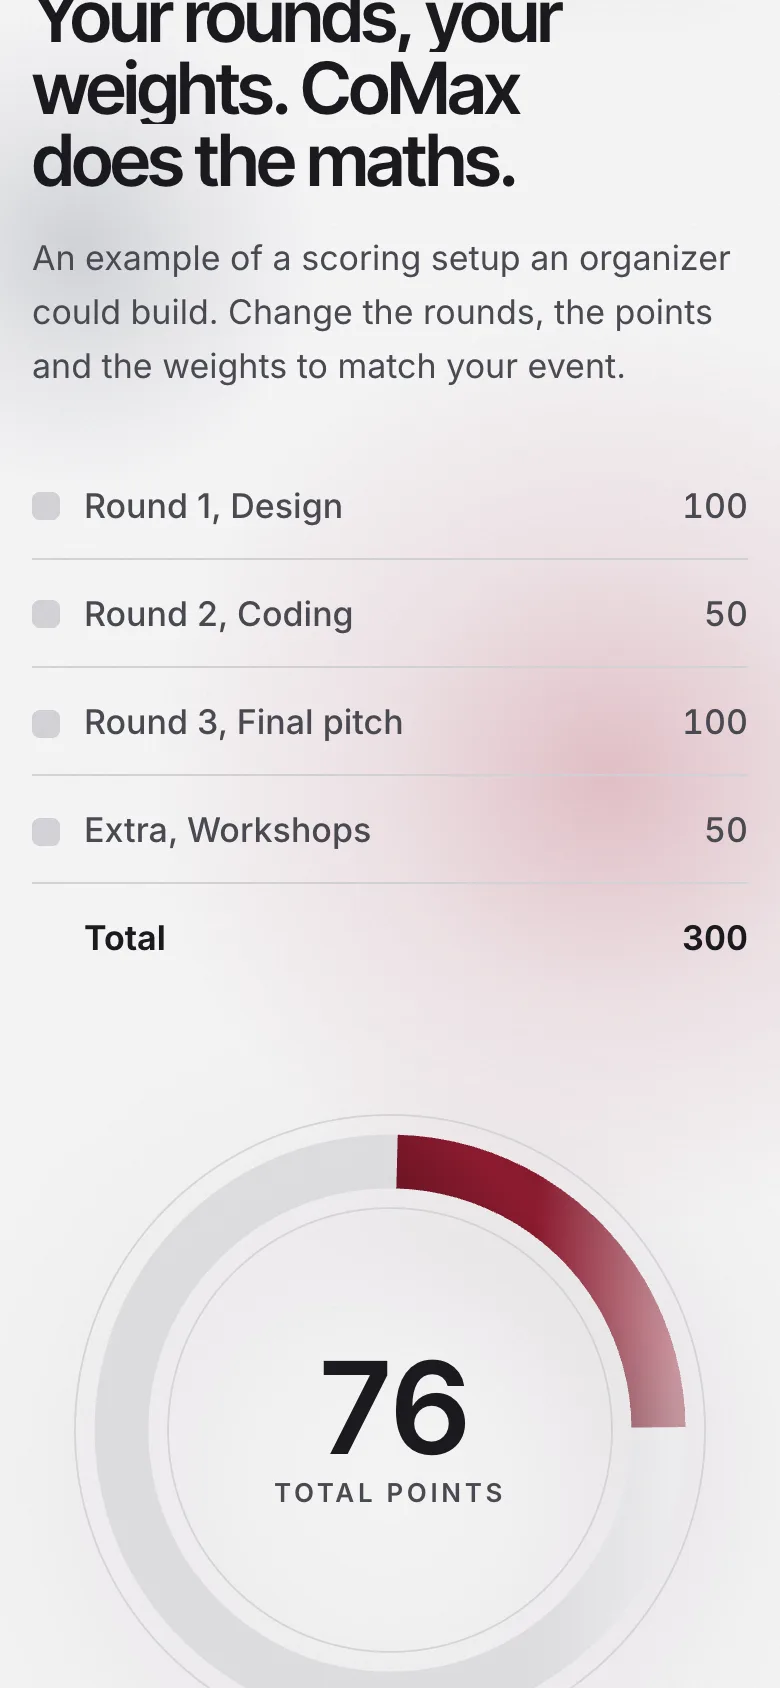 Your rounds, your
weights. CoMax
does the maths.
An example of a scoring setup an organizer
could build. Change the rounds, the points
and the weights to match your event.
Round 1, Design 100
Round 2, Coding 50
Round 3, Final pitch 100
Extra, Workshops 50
Total 300
76
TOTAL POINTS